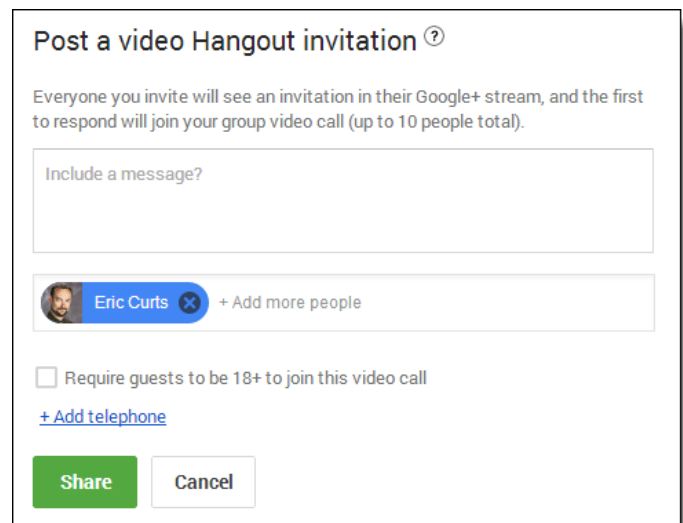 Post a video Hangout invitation ?
Everyone you invite will see an invitation in their Google+ stream, and the first
to respond will join your group video call (up to 10 people total).
Include a message?
Eric Curts + Add more people
Require guests to be 18+ to join this video call
+ Add telephone
Share Cancel